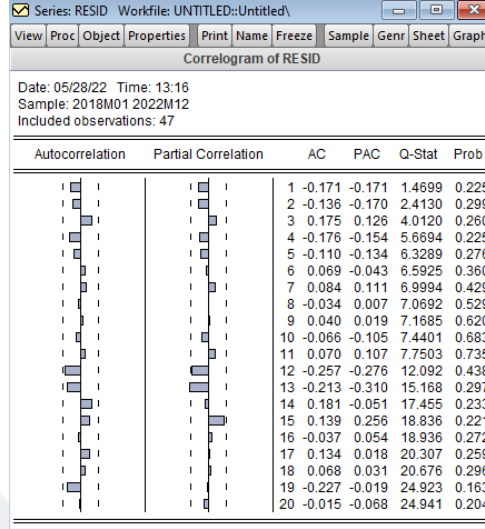 Series: RESID Workfile: UNTITLED::Untitled\
View Proc Object Properties Print Name Freeze Sample Genr Sheet Graph
Correlogram of RESID
Date: 05/28/22 Time: 13:16
Sample: 2018M01 2022M12
Included observations: 47
Autocorrelation Partial Correlation AC PAC Q-Stat Prob
1 -0.171 -0.171 1.4699 0.225
2 -0.136 -0.170 2.4130 0.299
3 0.175 0.126 4.0120 0.260
4 -0.176 -0.154 5.6694 0.225
5 -0.110 -0.134 6.3289 0.276
6 0.069 -0.043 6.5925 0.360
7 0.084 0.111 6.9994 0.429
8 -0.034 0.007 7.0692 0.529
9 0.040 0.019 7.1685 0.620
10 -0.066 -0.105 7.4401 0.683
11 0.070 0.107 7.7503 0.735
12 -0.257 -0.276 12.092 0.438
13 -0.213 -0.310 15.168 0.297
14 0.181 -0.051 17.455 0.233
15 0.139 0.256 18.836 0.221
16 -0.037 0.054 18.936 0.272
17 0.134 0.018 20.307 0.259
18 0.068 0.031 20.676 0.296
19 -0.227 -0.019 24.923 0.163
20 -0.015 -0.068 24.941 0.204